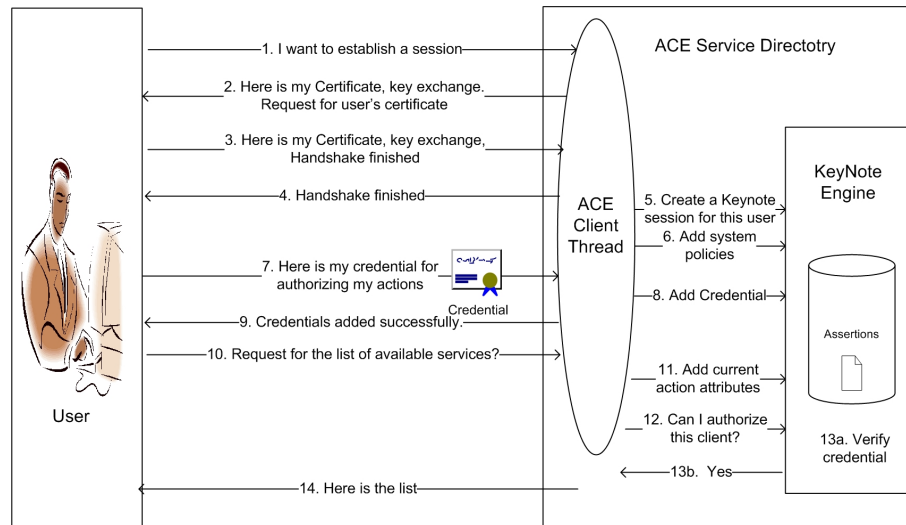 ACE Service Directotry
1. I want to establish a session
2. Here is my Certificate, key exchange.
Request for user's certificate
3. Here is my Certificate, key exchange,
Handshake finished
4. Handshake finished
ACE
Client
Thread
KeyNote
Engine
5. Create a Keynote
session for this user
6. Add system
policies
7. Here is my credential for
authorizing my actions
Credential
8. Add Credential
9. Credentials added successfully.
10. Request for the list of available services?
Assertions
11. Add current
action attributes
12. Can I authorize
this client?
13a. Verify
credential
13b. Yes
14. Here is the list
User